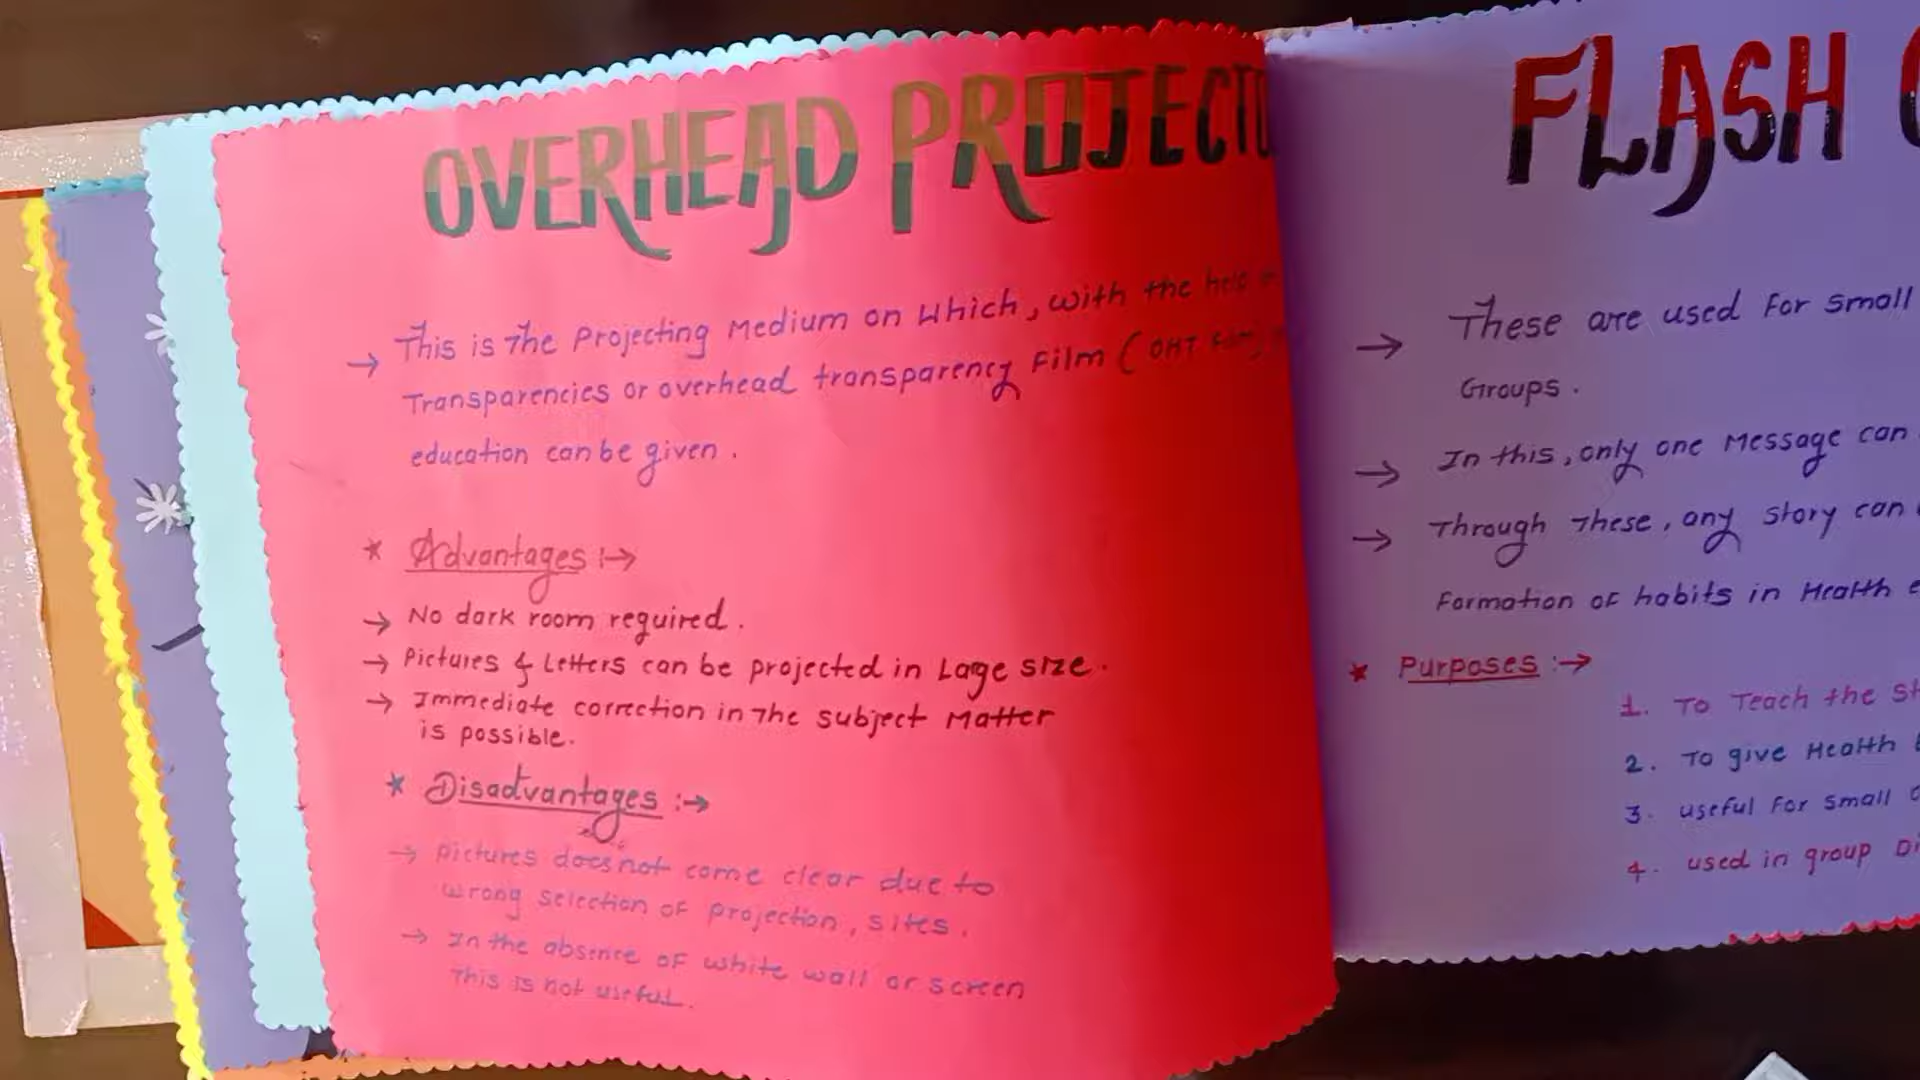 OVERHEAD PROJECTO
→ This is the Projecting Medium on Which, with the help
Transparencies or overhead transparency Film ( OHT Film)
education can be given.
* Advantages :→
→ No dark room required.
→ Pictures & Letters can be projected in Lage size.
→ Immediate correction in The subject Matter
is possible.
* Disadvantages :→
→ pictures does not come clear due to
wrong selection of projection, sites.
→ In the absence of white wall or screen
This is not useful.
FLASH
→ These are used For small
Groups.
→ In this, only one Message can
→ Through These, any story can
Formation of habits in Health
* Purposes :→
1. To Teach the
2. To give Health
3. useful For small
4. used in group